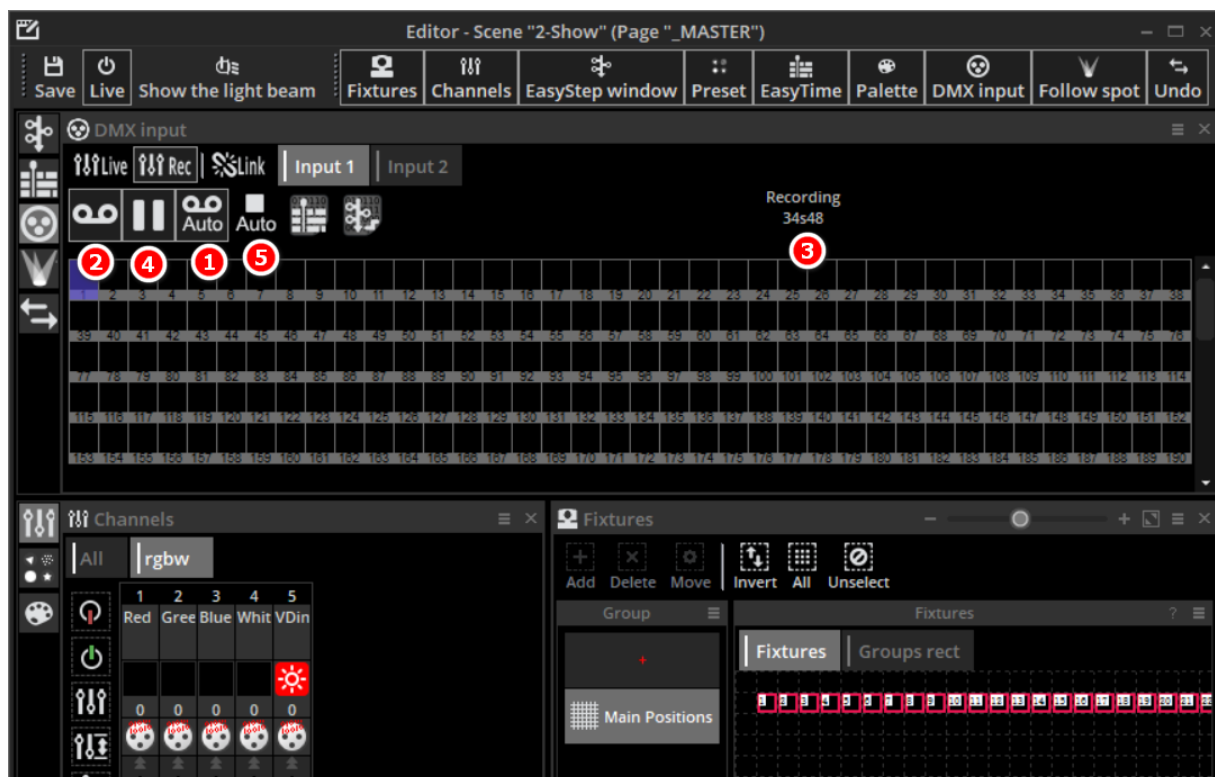 Editor - Scene "2-Show" (Page "_MASTER")
Save Live Show the light beam Fixtures Channels EasyStep window Preset EasyTime Palette DMX input Follow spot Undo
DMX input
Live Rec Link Input 1 Input 2
Auto Auto
Recording
34s48
2 4 1 5 3
1 2 3 4 5 6 7 8 9 10 11 12 13 14 15 16 17 18 19 20 21 22 23 24 25 26 27 28 29 30 31 32 33 34 35 36 37 38
39 40 41 42 43 44 45 46 47 48 49 50 51 52 53 54 55 56 57 58 59 60 61 62 63 64 65 66 67 68 69 70 71 72 73 74 75 76
77 78 79 80 81 82 83 84 85 86 87 88 89 90 91 92 93 94 95 96 97 98 99 100 101 102 103 104 105 106 107 108 109 110 111 112 113 114
115 116 117 118 119 120 121 122 123 124 125 126 127 128 129 130 131 132 133 134 135 136 137 138 139 140 141 142 143 144 145 146 147 148 149 150 151 152
153 154 155 156 157 158 159 160 161 162 163 164 165 166 167 168 169 170 171 172 173 174 175 176 177 178 179 180 181 182 183 184 185 186 187 188 189 190
Channels
All rgbw
1 2 3 4 5
Red Gree Blue Whit VDin
0 0 0 0 0
Fixtures
Add Delete Move Invert All Unselect
Group
Main Positions
Fixtures ?
Fixtures Groups rect